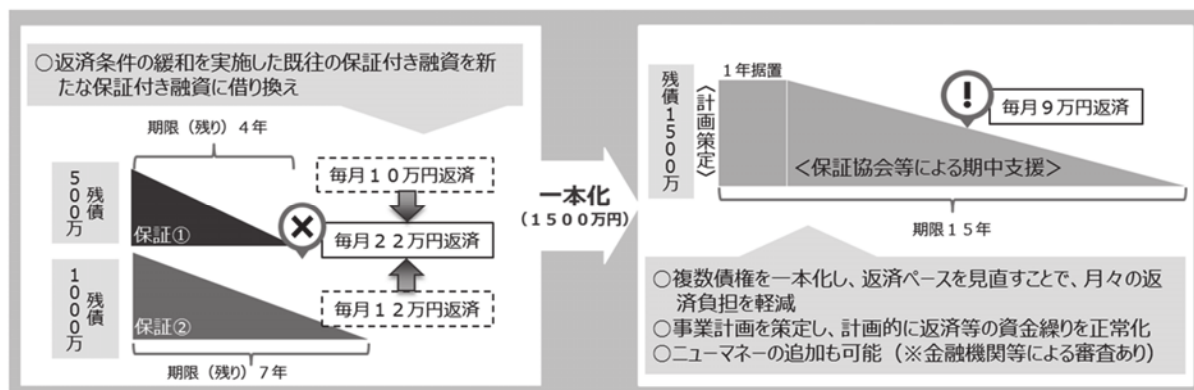 ○返済条件の緩和を実施した既往の保証付き融資を新
たな保証付き融資に借り換え
期限（残り）４年
残債
５００万
保証①
毎月１０万円返済
毎月２２万円返済
毎月１２万円返済
残債
１０００万
保証②
期限（残り）７年
一本化
（１５００万円）
残債１５００万
＜計画策定＞
１年据置
！
毎月９万円返済
＜保証協会等による期中支援＞
期限１５年
○複数債権を一本化し、返済ペースを見直すことで、月々の返
済負担を軽減
○事業計画を策定し、計画的に返済等の資金繰りを正常化
○ニューマネーの追加も可能（※金融機関等による審査あり）